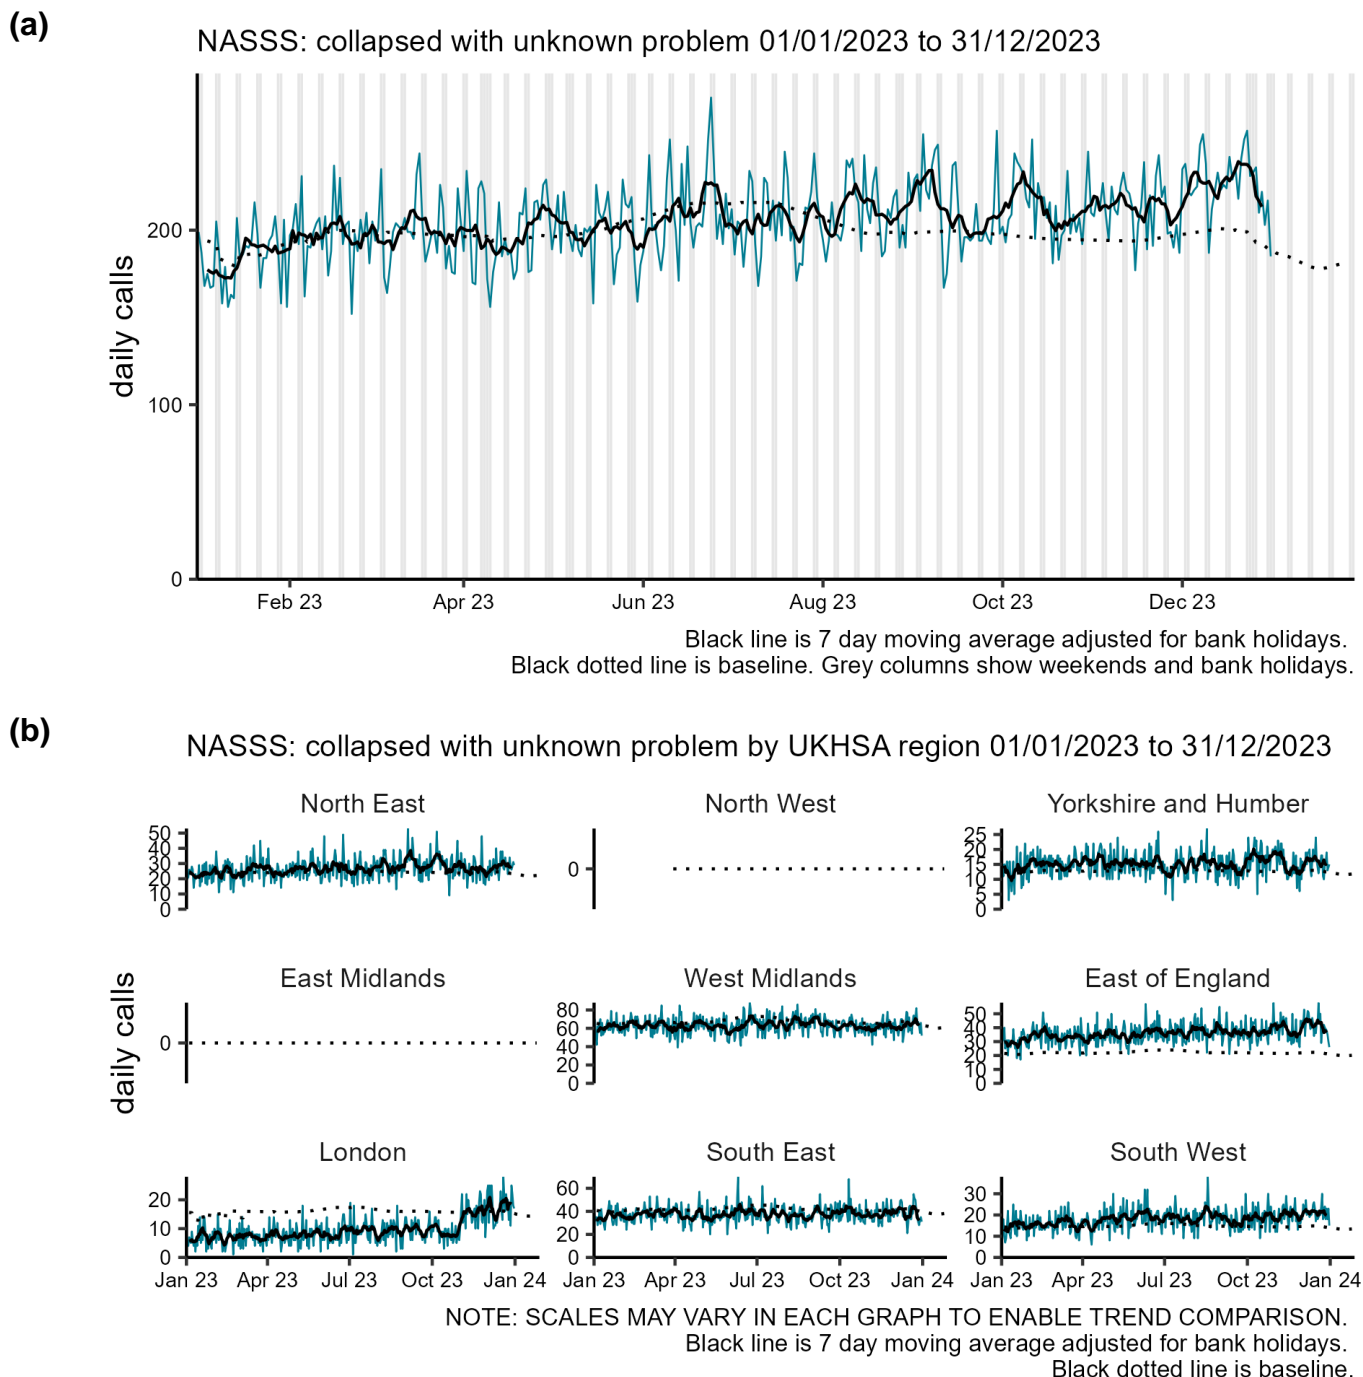 (a)
NASSS: collapsed with unknown problem 01/01/2023 to 31/12/2023
daily calls
200
100
0
Feb 23 Apr 23 Jun 23 Aug 23 Oct 23 Dec 23
Black line is 7 day moving average adjusted for bank holidays.
Black dotted line is baseline. Grey columns show weekends and bank holidays.
(b)
NASSS: collapsed with unknown problem by UKHSA region 01/01/2023 to 31/12/2023
daily calls
North East
50
40
30
20
10
0
North West
0
Yorkshire and Humber
25
20
15
10
5
0
East Midlands
0
West Midlands
80
60
40
20
0
East of England
50
40
30
20
10
0
London
20
10
0
Jan 23 Apr 23 Jul 23 Oct 23 Jan 24
South East
60
40
20
0
Jan 23 Apr 23 Jul 23 Oct 23 Jan 24
South West
30
20
10
0
Jan 23 Apr 23 Jul 23 Oct 23 Jan 24
NOTE: SCALES MAY VARY IN EACH GRAPH TO ENABLE TREND COMPARISON.
Black line is 7 day moving average adjusted for bank holidays.
Black dotted line is baseline.